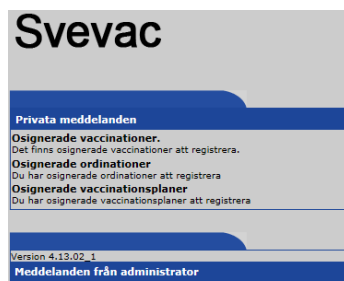 Svevac
Privata meddelanden
Osignerade vaccinationer.
Det finns osignerade vaccinationer att registrera.
Osignerade ordinationer
Du har osignerade ordinationer att registrera
Osignerade vaccinationsplaner
Du har osignerade vaccinationsplaner att registrera
Version 4.13.02_1
Meddelanden från administrator